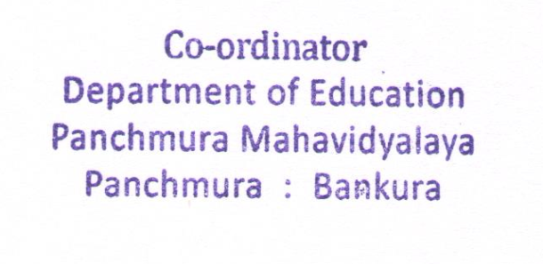 Co-ordinator
Department of Education
Panchmura Mahavidyalaya
Panchmura : Bankura